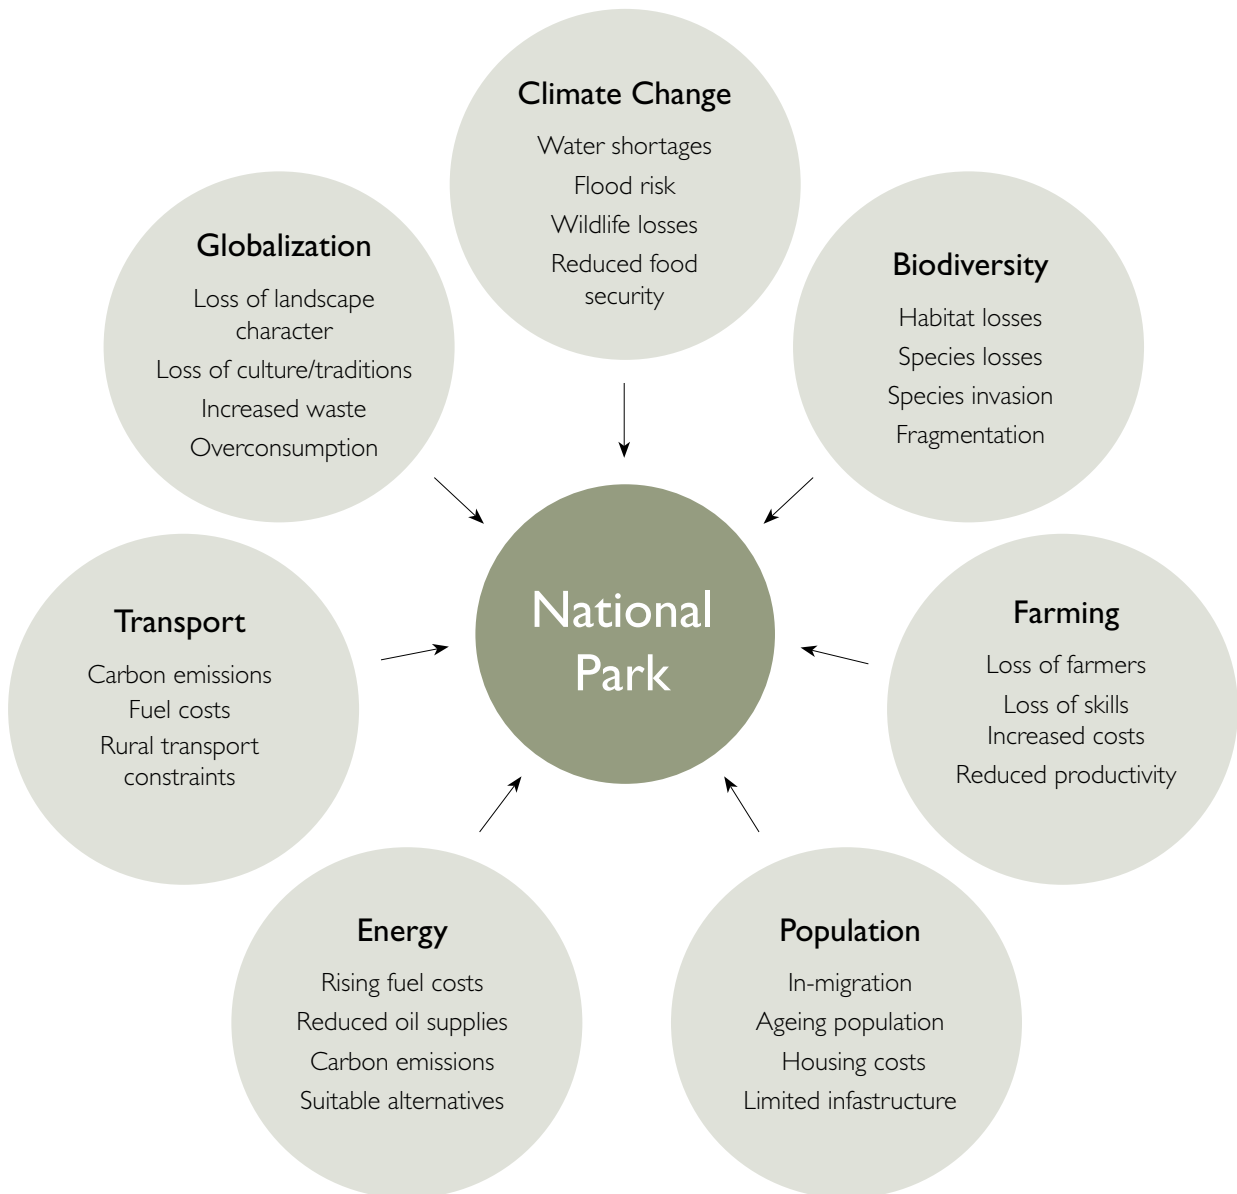 Climate Change
Water shortages
Flood risk
Wildlife losses
Reduced food
security
Globalization
Loss of landscape
character
Loss of culture/traditions
Increased waste
Overconsumption
Biodiversity
Habitat losses
Species losses
Species invasion
Fragmentation
National
Park
Transport
Carbon emissions
Fuel costs
Rural transport
constraints
Farming
Loss of farmers
Loss of skills
Increased costs
Reduced productivity
Energy
Rising fuel costs
Reduced oil supplies
Carbon emissions
Suitable alternatives
Population
In-migration
Ageing population
Housing costs
Limited infastructure